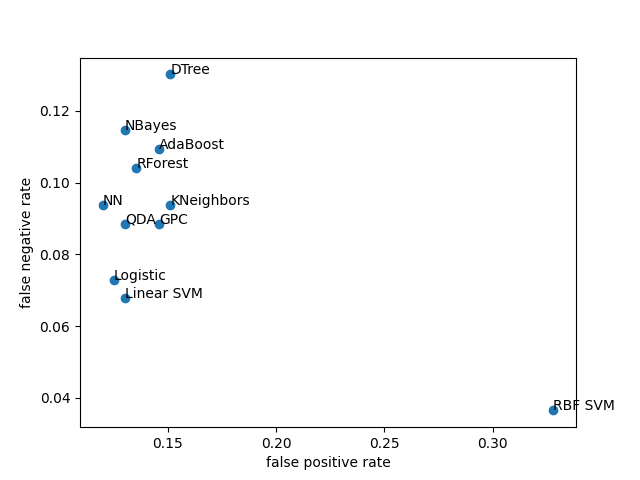 DTree
0.12
NBayes
AdaBoost
RForest
0.10
NN
KNeighbors
QDA
GPC
false negative rate
0.08
Logistic
Linear SVM
0.06
0.04
RBF SVM
0.15
0.20
0.25
0.30
false positive rate